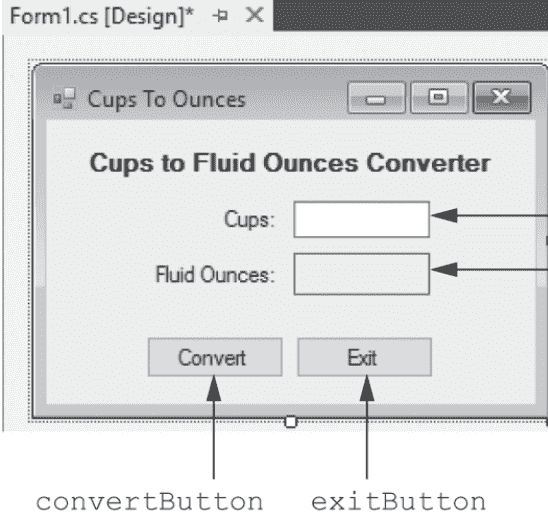 Form1.cs [Design]*
Cups To Ounces
Cups to Fluid Ounces Converter
Cups:
Fluid Ounces:
Convert Exit
convertButton exitButton